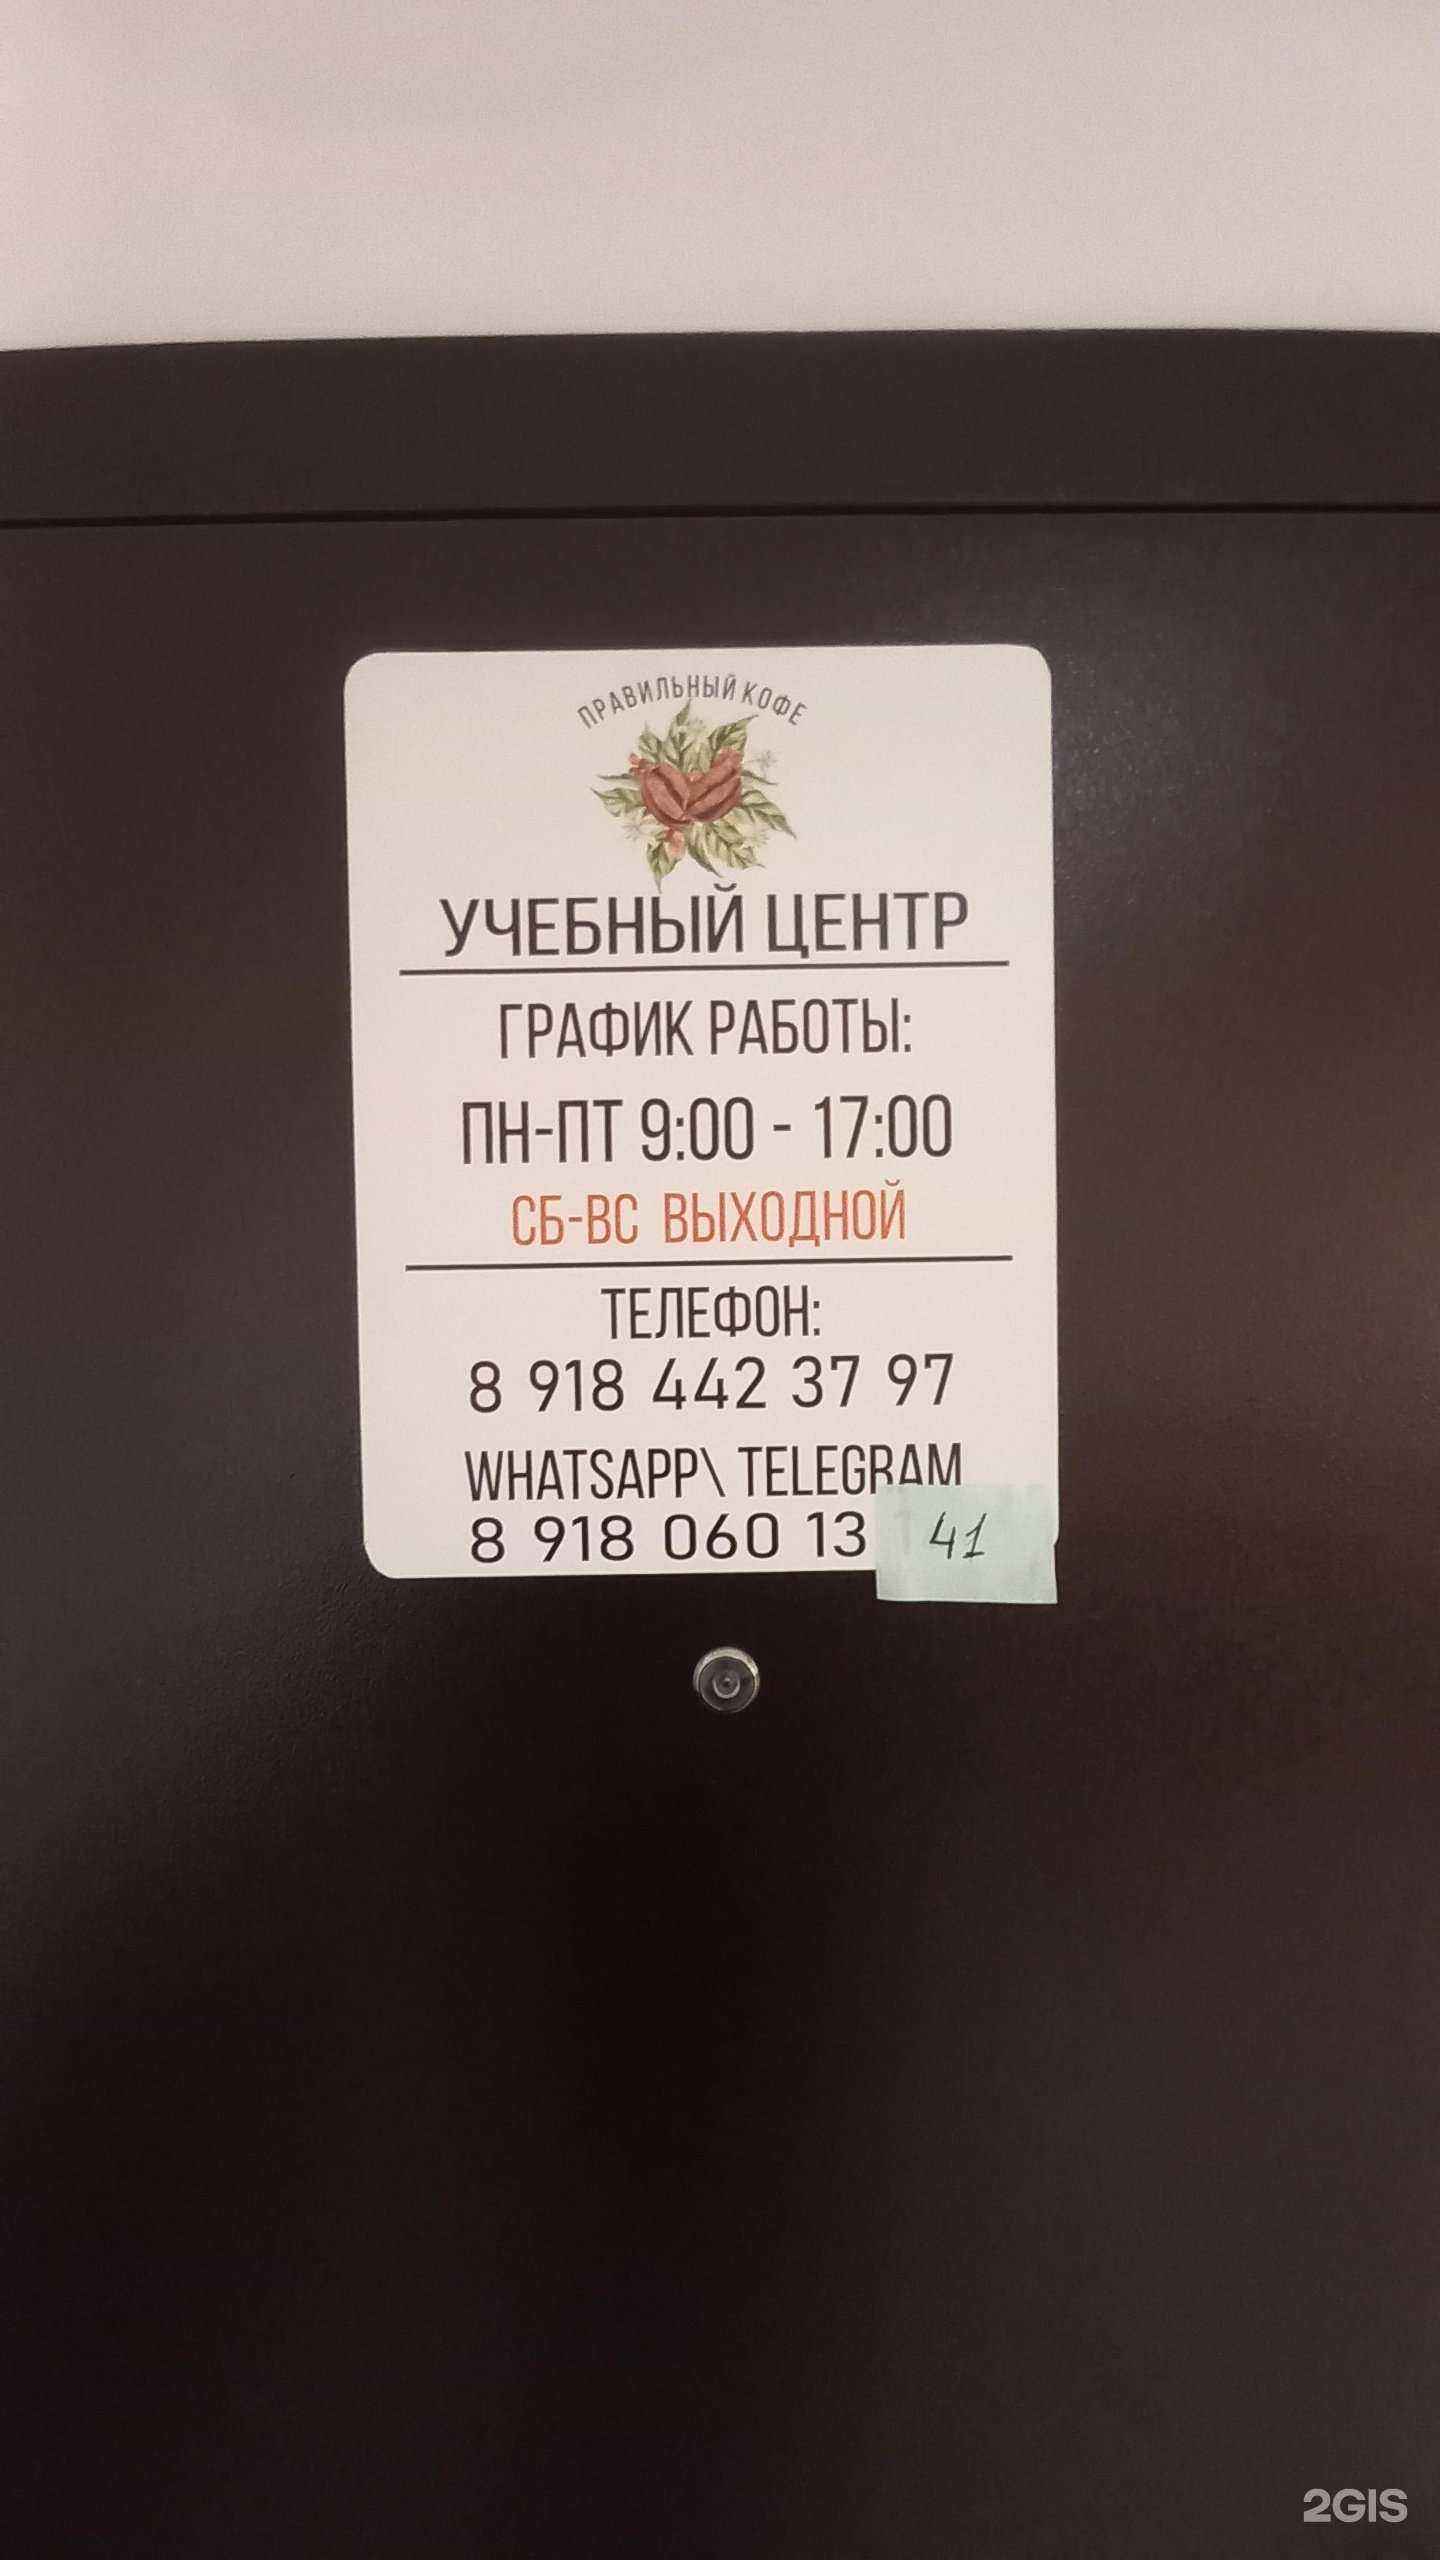 ПРАВИЛЬНЫЙ КОФЕ
УЧЕБНЫЙ ЦЕНТР
ГРАФИК РАБОТЫ:
ПН-ПТ 9:00 - 17:00
СБ-ВС ВЫХОДНОЙ
ТЕЛЕФОН:
8 918 442 37 97
WHATSAPP\ TELEGRAM
8 918 060 13 41
2GIS